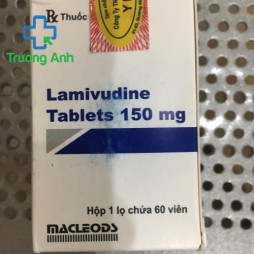 Rx Thuốc
Trường Anh
Lamivudine
Tablets 150 mg
Hộp 1 lọ chứa 60 viên
MACLEODS